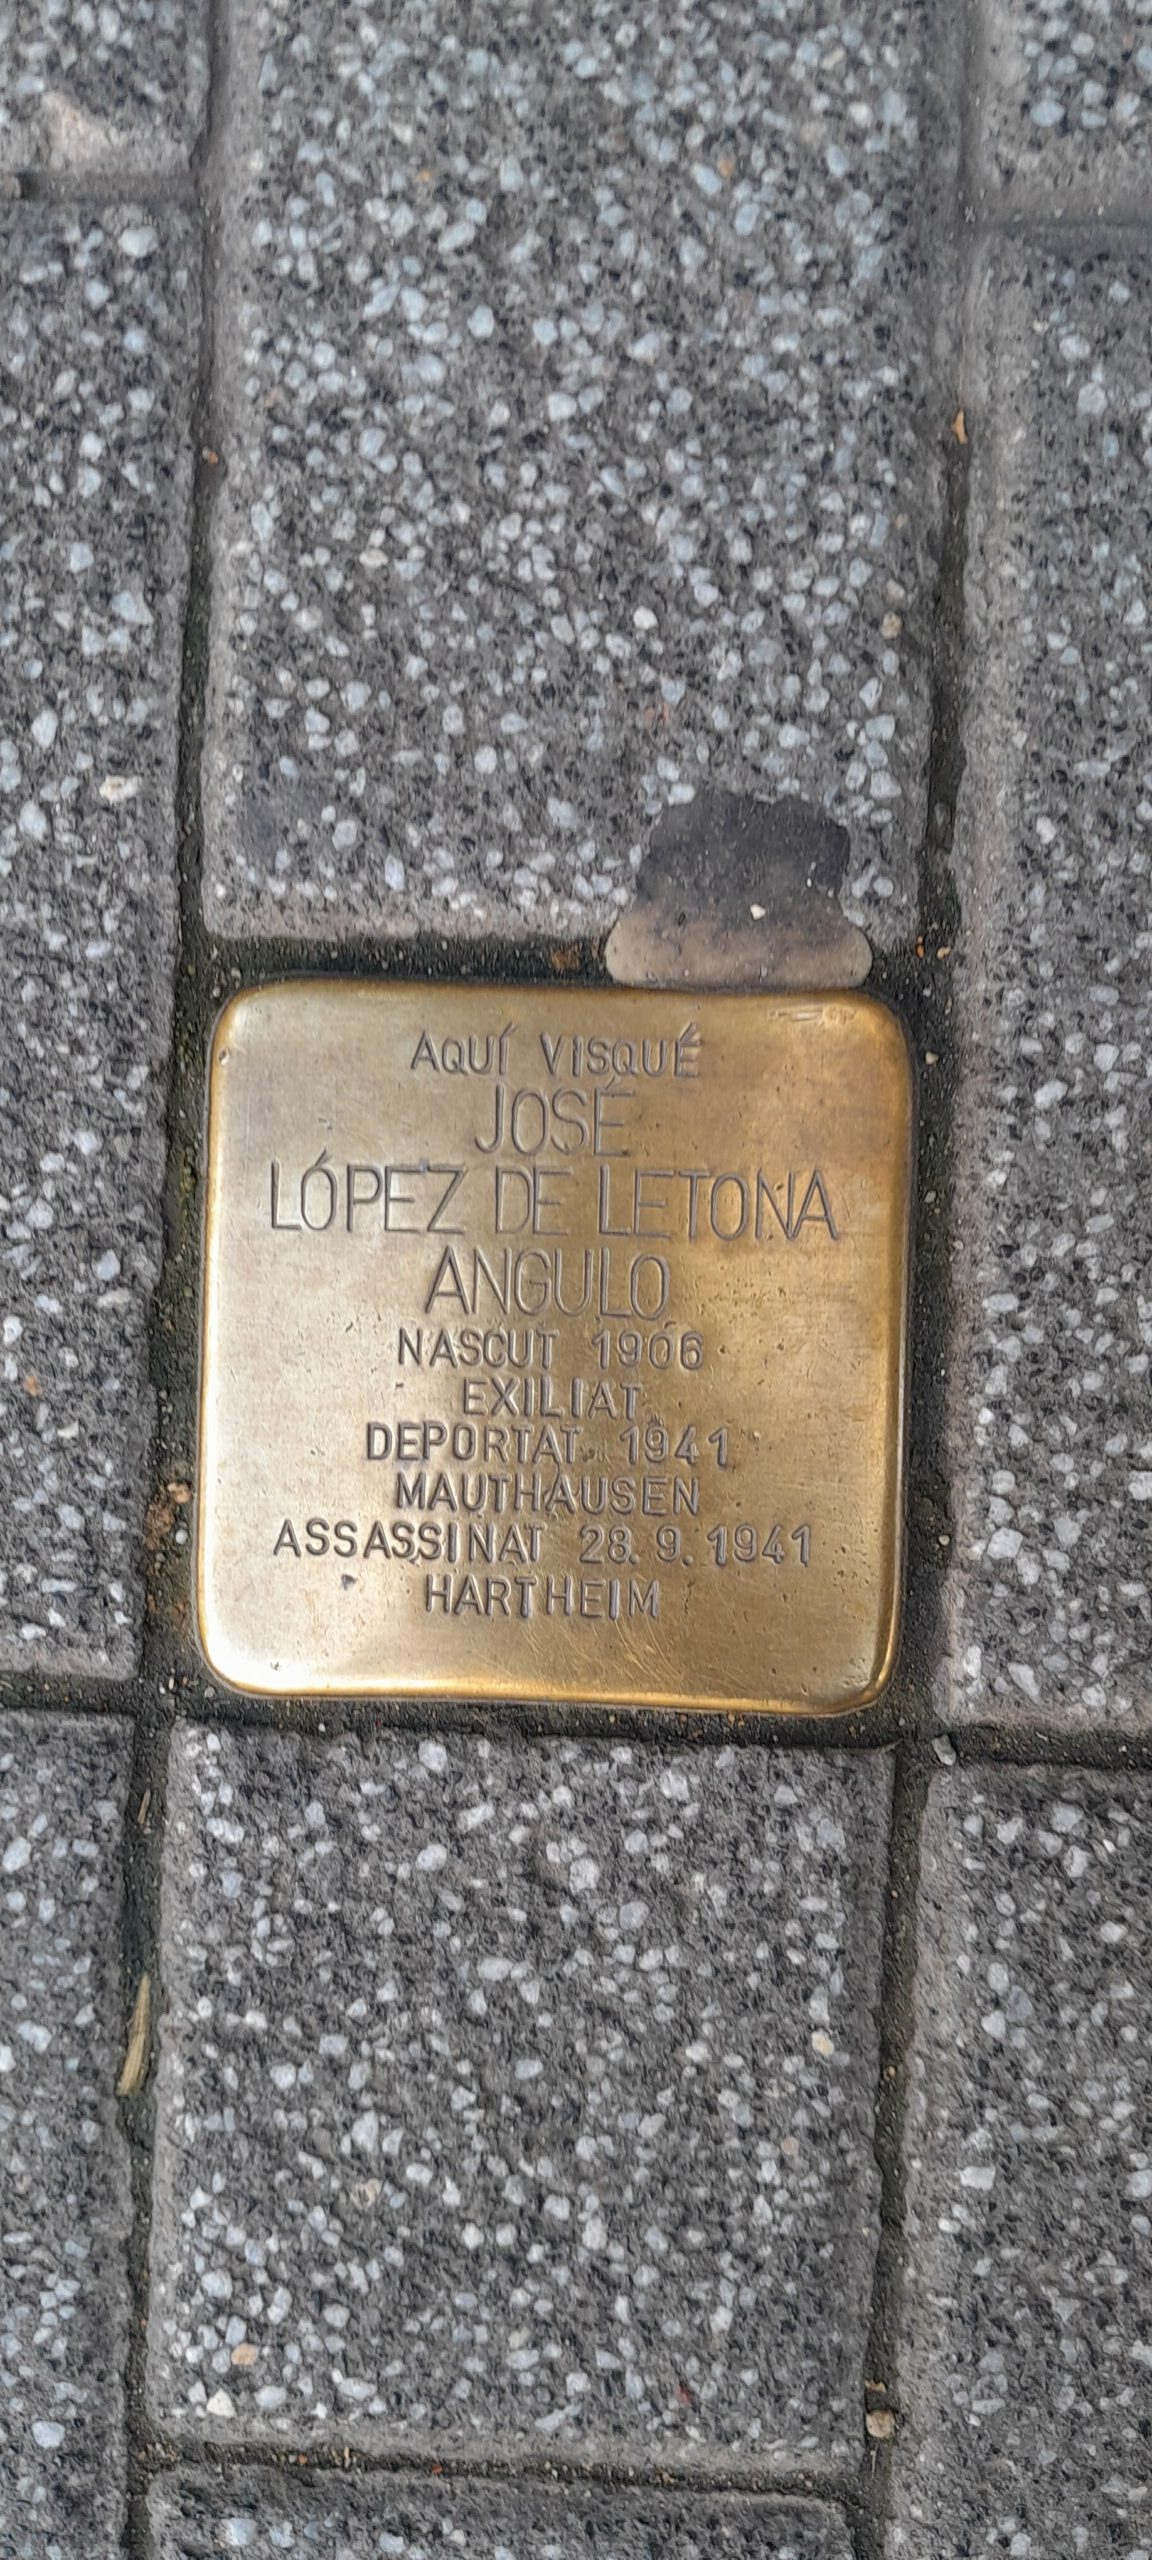 AQUÍ VISQUÉ
JOSÉ
LÓPEZ DE LETONA
ANGULO
NASCUT 1906
EXILIAT
DEPORTAT 1941
MAUTHAUSEN
ASSASSINAT 28.9.1941
HARTHEIM